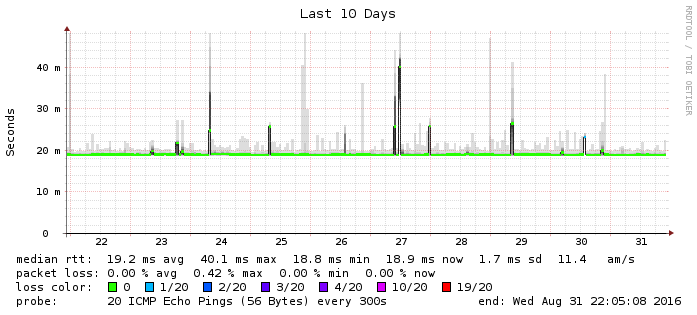 Last 10 Days
RRDTOOL / TOBI OETIKER
Seconds
40 m
30 m
20 m
10 m
0
22 23 24 25 26 27 28 29 30 31
median rtt: 19.2 ms avg 40.1 ms max 18.8 ms min 18.9 ms now 1.7 ms sd 11.4 am/s
packet loss: 0.00 % avg 0.42 % max 0.00 % min 0.00 % now
loss color: 0 1/20 2/20 3/20 4/20 10/20 19/20
probe: 20 ICMP Echo Pings (56 Bytes) every 300s end: Wed Aug 31 22:05:08 2016